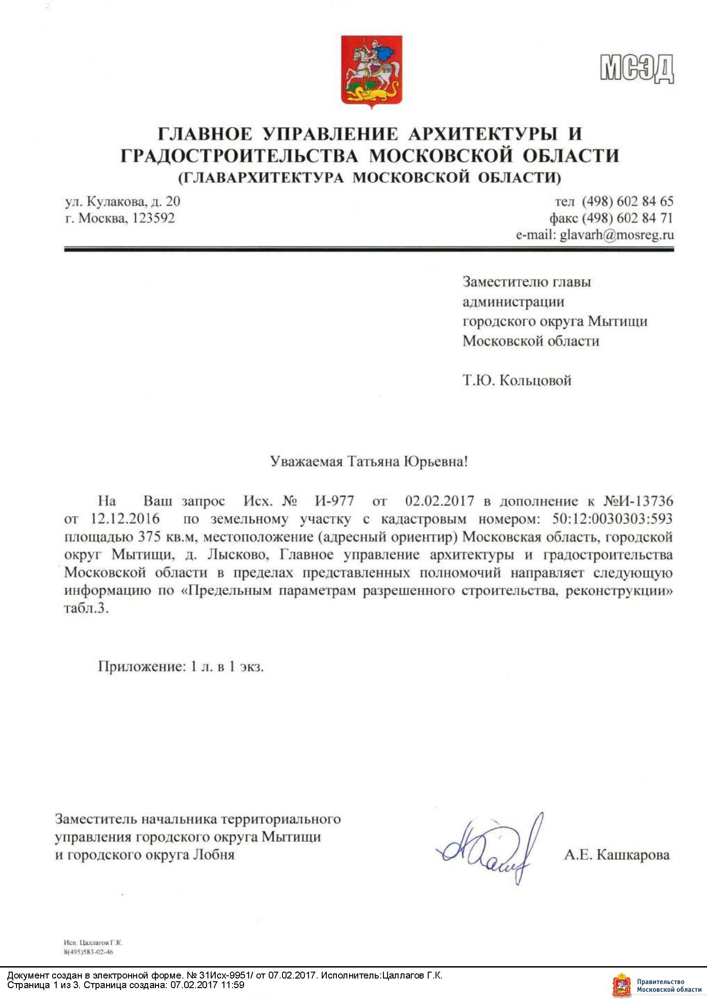 МСЭД
ГЛАВНОЕ УПРАВЛЕНИЕ АРХИТЕКТУРЫ И
ГРАДОСТРОИТЕЛЬСТВА МОСКОВСКОЙ ОБЛАСТИ
(ГЛАВАРХИТЕКТУРА МОСКОВСКОЙ ОБЛАСТИ)
ул. Кулакова, д. 20
г. Москва, 123592
тел (498) 602 84 65
факс (498) 602 84 71
e-mail: glavarh@mosreg.ru
Заместителю главы
администрации
городского округа Мытищи
Московской области
Т.Ю. Кольцовой
Уважаемая Татьяна Юрьевна!
На Ваш запрос Исх. № И-977 от 02.02.2017 в дополнение к №И-13736
от 12.12.2016 по земельному участку с кадастровым номером: 50:12:0030303:593
площадью 375 кв.м, местоположение (адресный ориентир) Московская область, городской
округ Мытищи, д. Лысково, Главное управление архитектуры и градостроительства
Московской области в пределах представленных полномочий направляет следующую
информацию по «Предельным параметрам разрешенного строительства, реконструкции»
табл.3.
Приложение: 1 л. в 1 экз.
Заместитель начальника территориального
управления городского округа Мытищи
и городского округа Лобня
А.Е. Кашкарова
Исп. Цаллагов Г.К.
8(495)583-02-46
Документ создан в электронной форме. № 31Исх-9951/ от 07.02.2017. Исполнитель:Цаллагов Г.К.
Страница 1 из 3. Страница создана: 07.02.2017 11:59
Правительство
Московской области